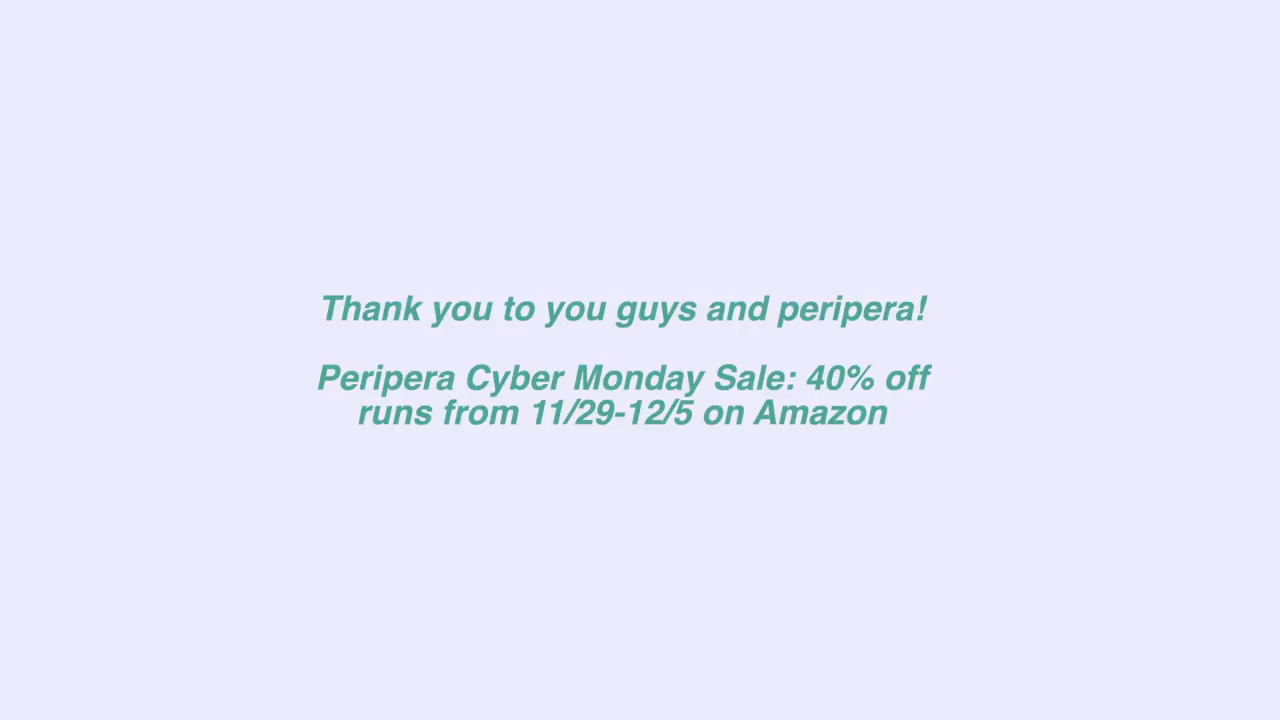 Thank you to you guys and peripera!
Peripera Cyber Monday Sale: 40% off
runs from 11/29-12/5 on Amazon